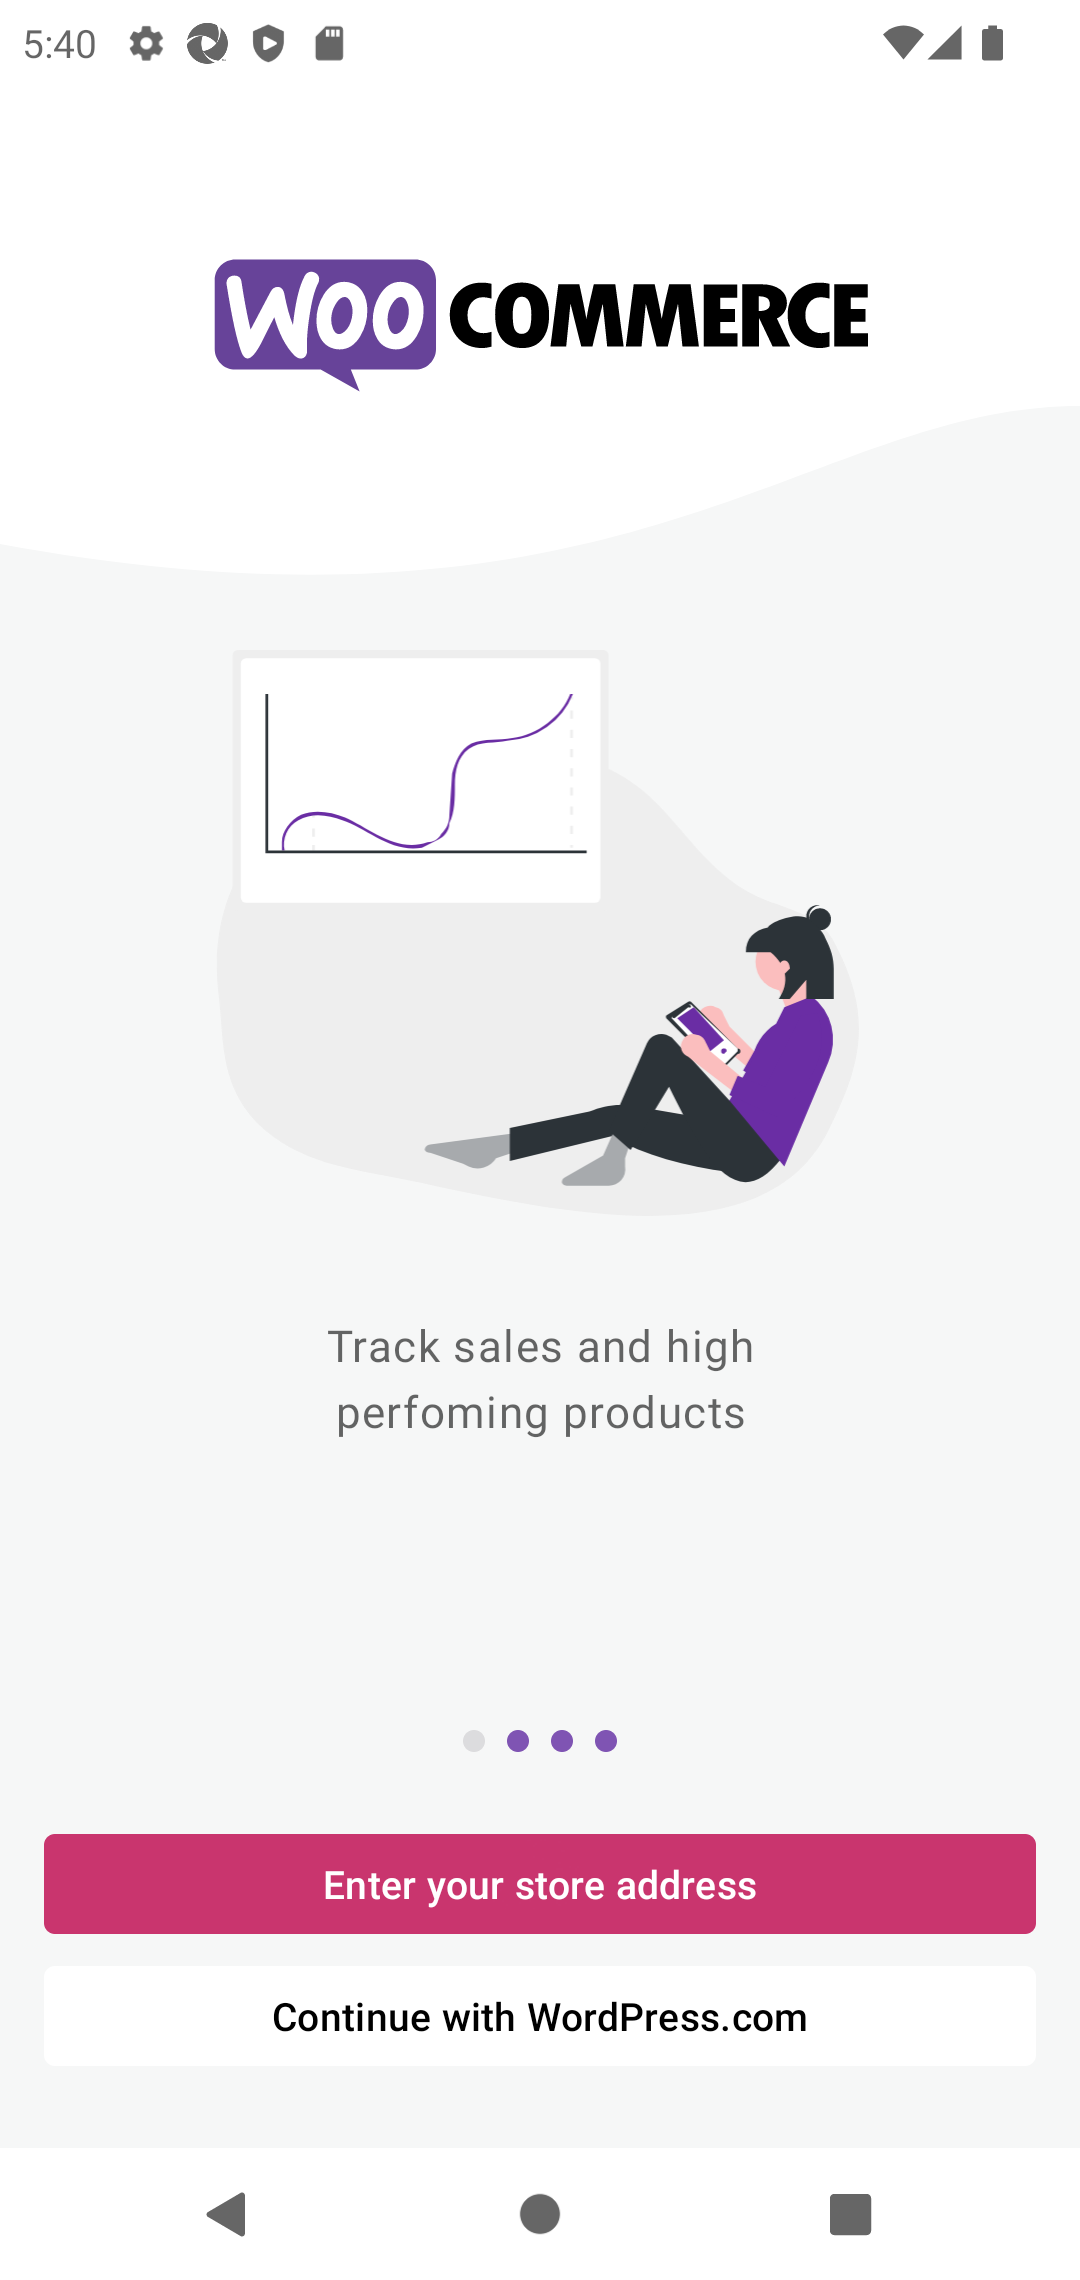 5:40
WOO COMMERCE
Track sales and high
perfoming products
Enter your store address
Continue with WordPress.com